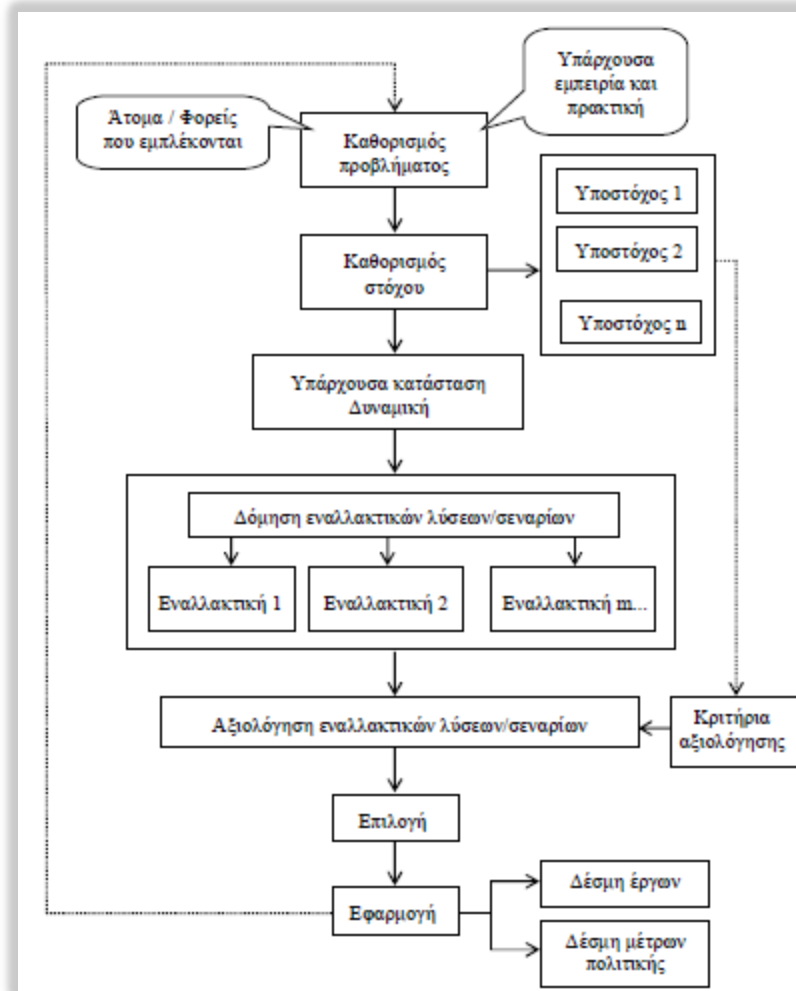 Υπάρχουσα
εμπειρία και
πρακτική
Άτομα / Φορείς
που εμπλέκονται
Καθορισμός
προβλήματος
Υποστόχος 1
Υποστόχος 2
Υποστόχος n
Καθορισμός
στόχου
Υπάρχουσα κατάσταση
Δυναμική
Δόμηση εναλλακτικών λύσεων/σεναρίων
Εναλλακτική 1
Εναλλακτική 2
Εναλλακτική m...
Αξιολόγηση εναλλακτικών λύσεων/σεναρίων
Κριτήρια
αξιολόγησης
Επιλογή
Εφαρμογή
Δέσμη έργων
Δέσμη μέτρων
πολιτικής